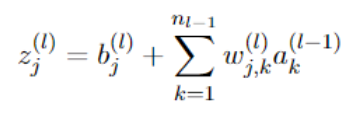 $z_j^{(l)} = b_j^{(l)} + \sum_{k=1}^{n_{l-1}} w_{j,k}^{(l)} a_k^{(l-1)}$